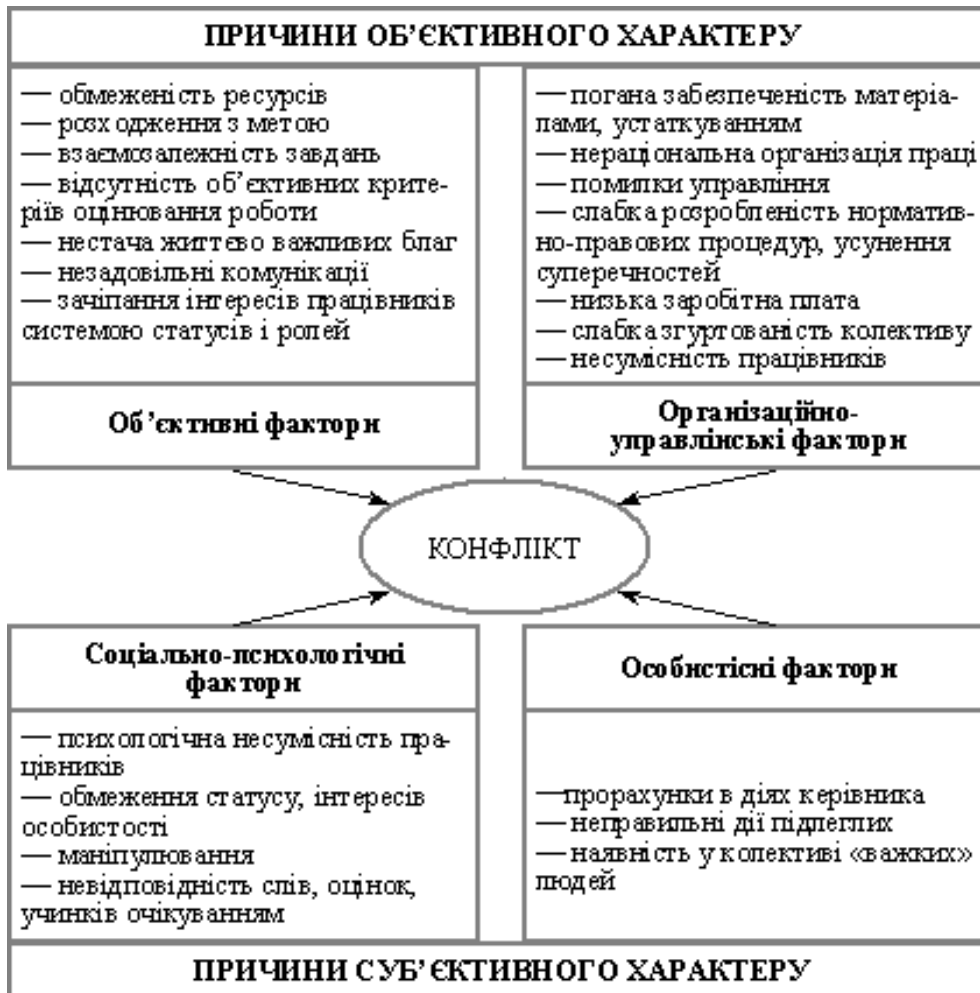 ПРИЧИНИ ОБ’ЄКТИВНОГО ХАРАКТЕРУ
— обмеженість ресурсів
— розходження з метою
— взаємозалежність завдань
— відсутність об’єктивних крите-
ріїв оцінювання роботи
— нестача життєво важливих благ
— незадовільні комунікації
— зачіпання інтересів працівників
системою статусів і ролей
Об’єктивні фактори
— погана забезпеченість матеріа-
лами, устаткуванням
— нераціональна організація праці
— помилки управління
— слабка розробленість норматив-
но-правових процедур, усунення
суперечностей
— низька заробітна плата
— слабка згуртованість колективу
— несумісність працівників
Організаційно-
управлінські фактори
КОНФЛІКТ
Соціально-психологічні
фактори
— психологічна несумісність пра-
цівників
— обмеження статусу, інтересів
особистості
— маніпулювання
— невідповідність слів, оцінок,
учинків очікуванням
Особистісні фактори
—прорахунки в діях керівника
— неправильні дії підлеглих
— наявність у колективі «важких»
людей
ПРИЧИНИ СУБ’ЄКТИВНОГО ХАРАКТЕРУ